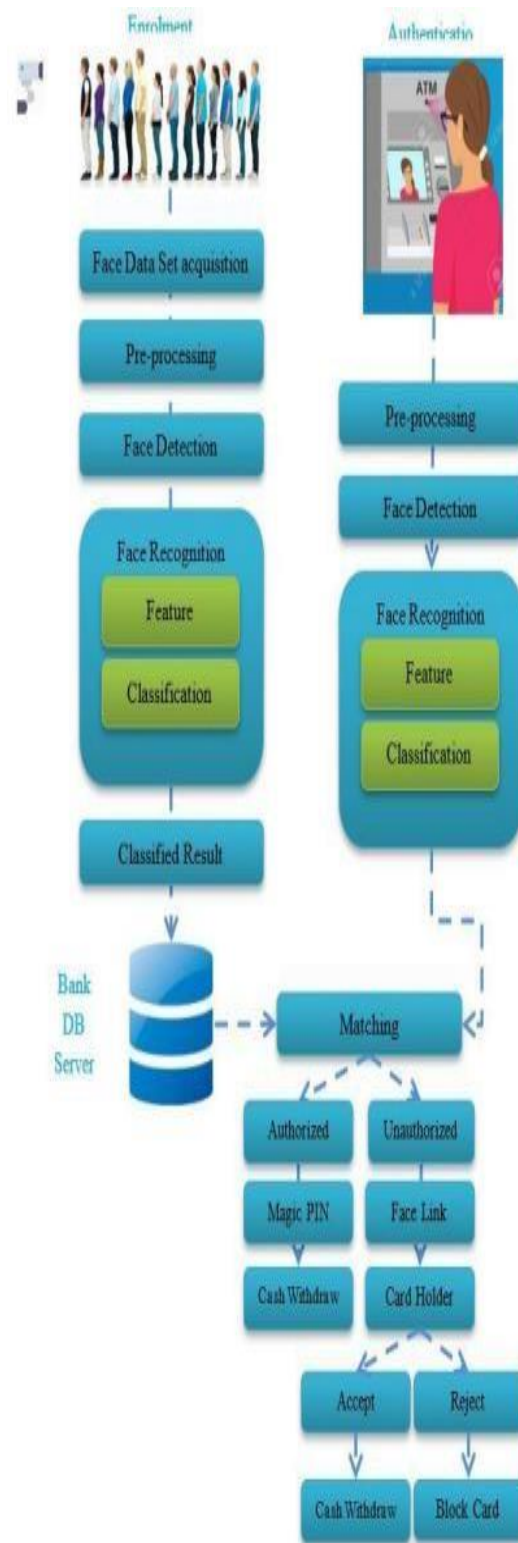 Enrolment
Face Data Set acquisition
Pre-processing
Face Detection
Face Recognition
Feature
Classification
Classified Result
Bank
DB
Server
Authenticatio
ATM
Pre-processing
Face Detection
Face Recognition
Feature
Classification
Matching
Authorized
Unauthorized
Magic PIN
Face Link
Cash Withdraw
Card Holder
Accept
Reject
Cash Withdraw
Block Card